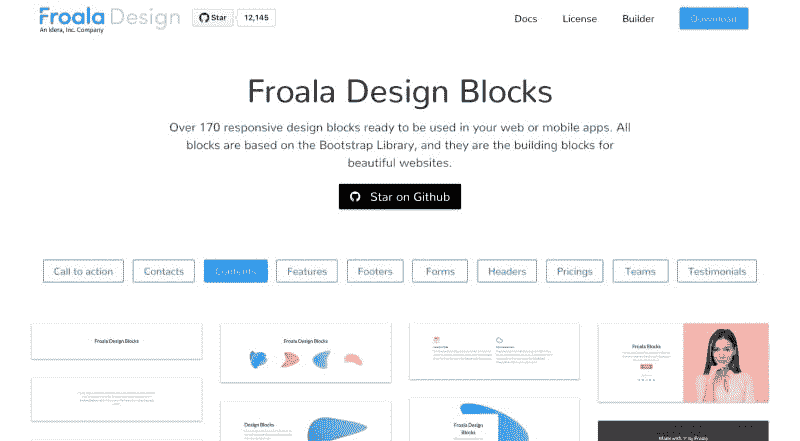 Froala Design
An Idera, Inc. Company
Star
12,145
Docs
License
Builder
Download
Froala Design Blocks
Over 170 responsive design blocks ready to be used in your web or mobile apps. All
blocks are based on the Bootstrap Library, and they are the building blocks for
beautiful websites.
Star on Github
Call to action
Contacts
Contents
Features
Footers
Forms
Headers
Pricings
Teams
Testimonials
Froala Design Blocks
Froala Design Blocks
Froala Blocks
Design Blocks
Froala Blocks